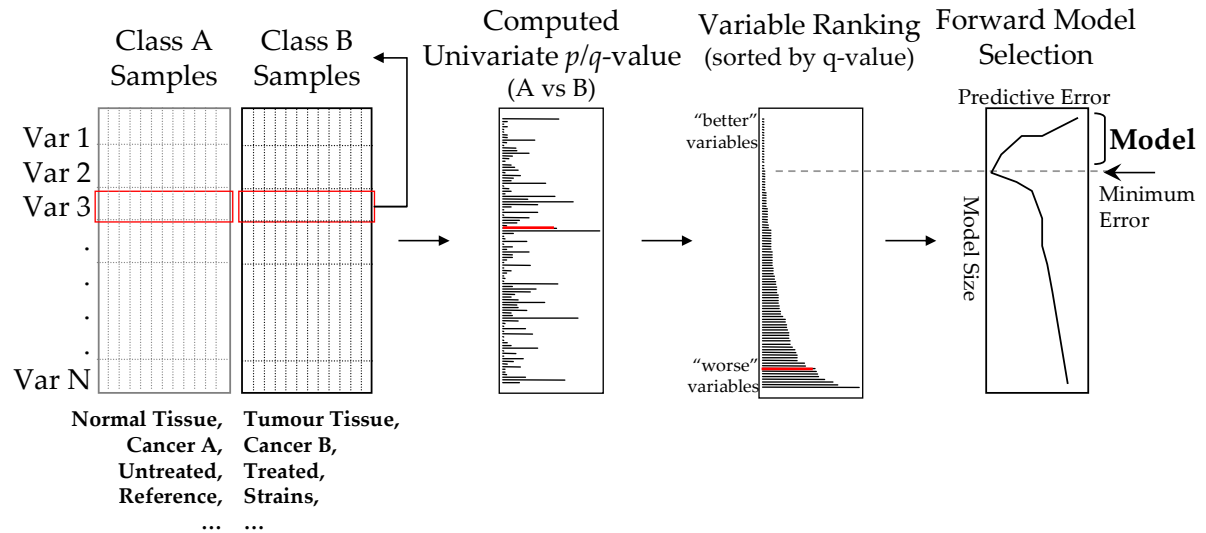 Class A
Samples
Class B
Samples
Computed
Univariate p/q-value
(A vs B)
Variable Ranking
(sorted by q-value)
Forward Model
Selection
Var 1
Var 2
Var 3
.
.
.
.
Var N
"better"
variables
"worse"
variables
Predictive Error
Model
Minimum
Error
Model Size
Normal Tissue,
Cancer A,
Untreated,
Reference,
...
Tumour Tissue,
Cancer B,
Treated,
Strains,
...